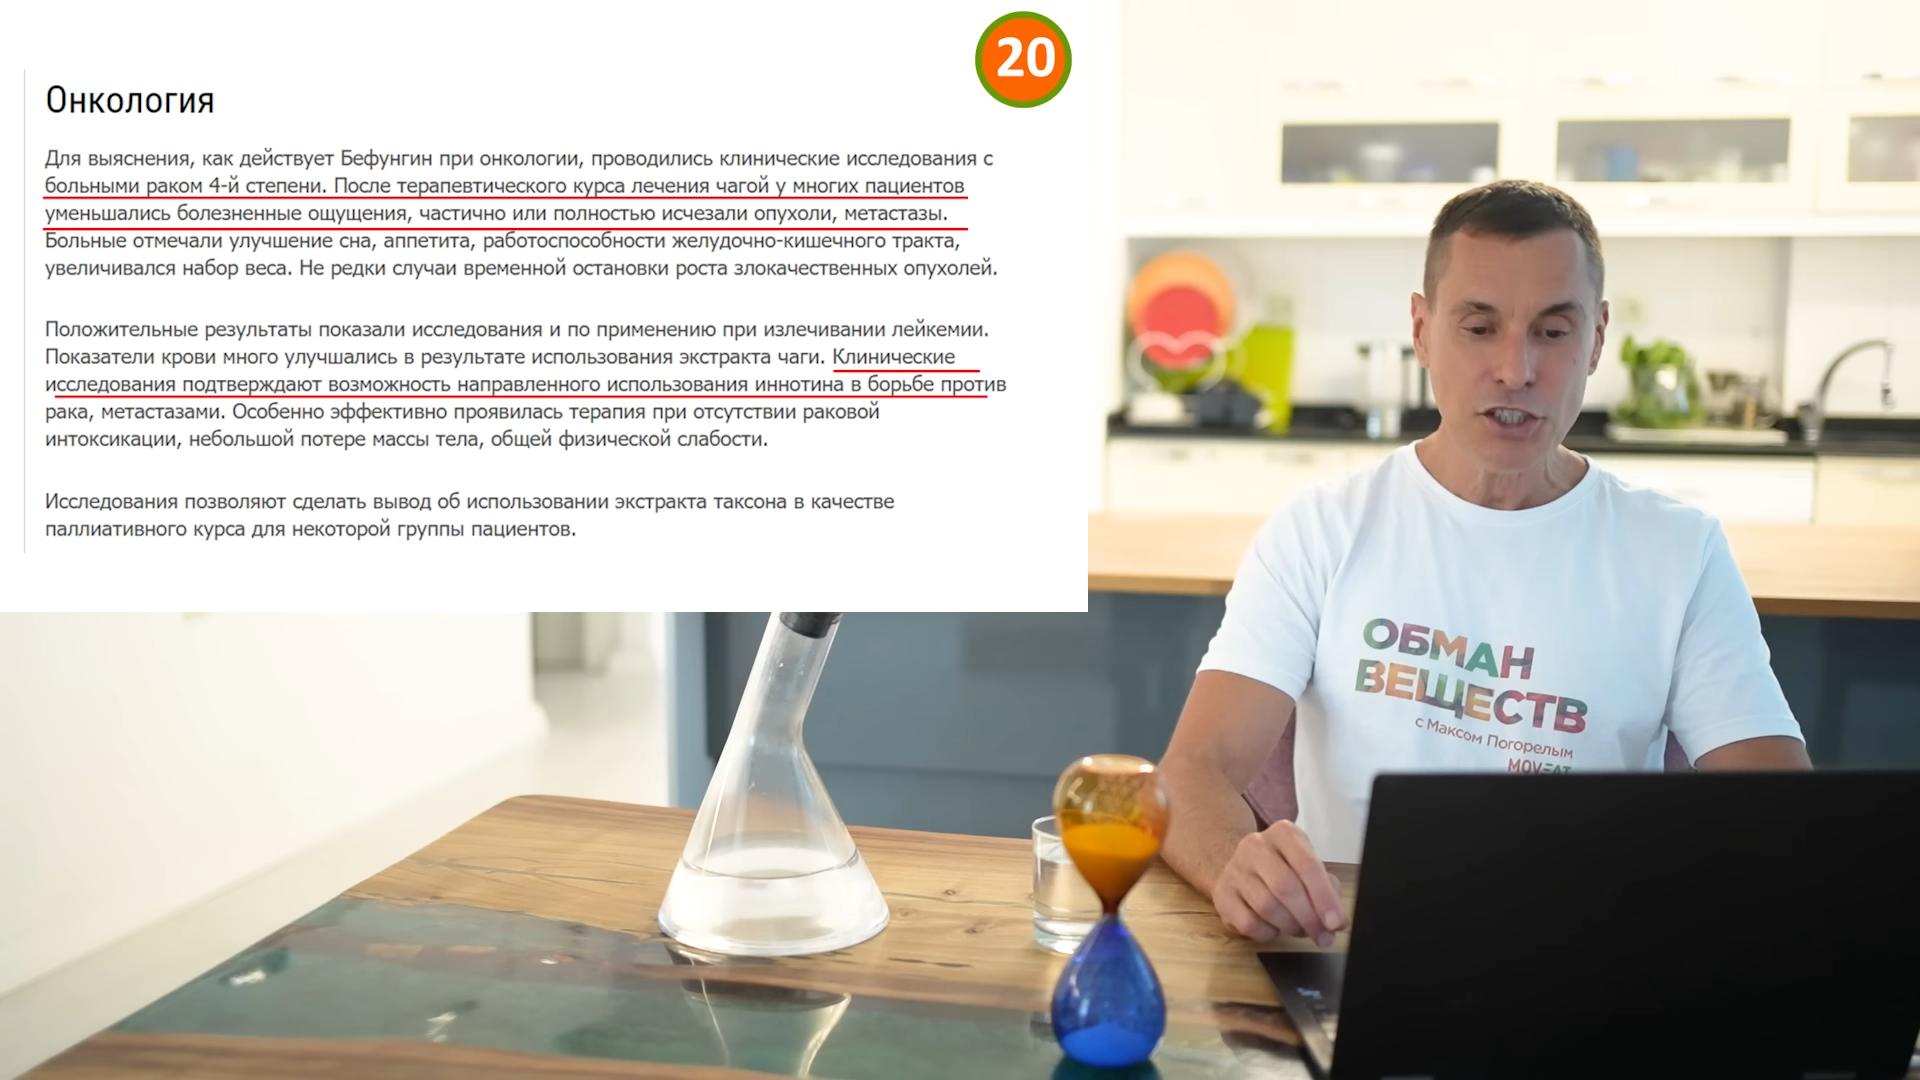 20
Онкология
Для выяснения, как действует Бефунгин при онкологии, проводились клинические исследования с
больными раком 4-й степени. После терапевтического курса лечения чагой у многих пациентов
уменьшались болезненные ощущения, частично или полностью исчезали опухоли, метастазы.
Больные отмечали улучшение сна, аппетита, работоспособности желудочно-кишечного тракта,
увеличивался набор веса. Не редки случаи временной остановки роста злокачественных опухолей.
Положительные результаты показали исследования и по применению при излечивании лейкемии.
Показатели крови много улучшались в результате использования экстракта чаги. Клинические
исследования подтверждают возможность направленного использования иннотина в борьбе против
рака, метастазами. Особенно эффективно проявилась терапия при отсутствии раковой
интоксикации, небольшой потере массы тела, общей физической слабости.
Исследования позволяют сделать вывод об использовании экстракта таксона в качестве
паллиативного курса для некоторой группы пациентов.
ОБМАН
ВЕЩЕСТВ
с Максом Погорелым
MOVEAT